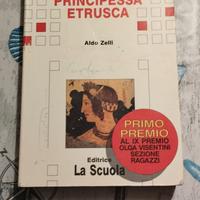 PRINCIPESSA
ETRUSCA
Aldo Zelli
PRIMO
PREMIO
AL IX PREMIO
OLGA VISENTINI
SEZIONE
RAGAZZI
Editrice
La Scuola